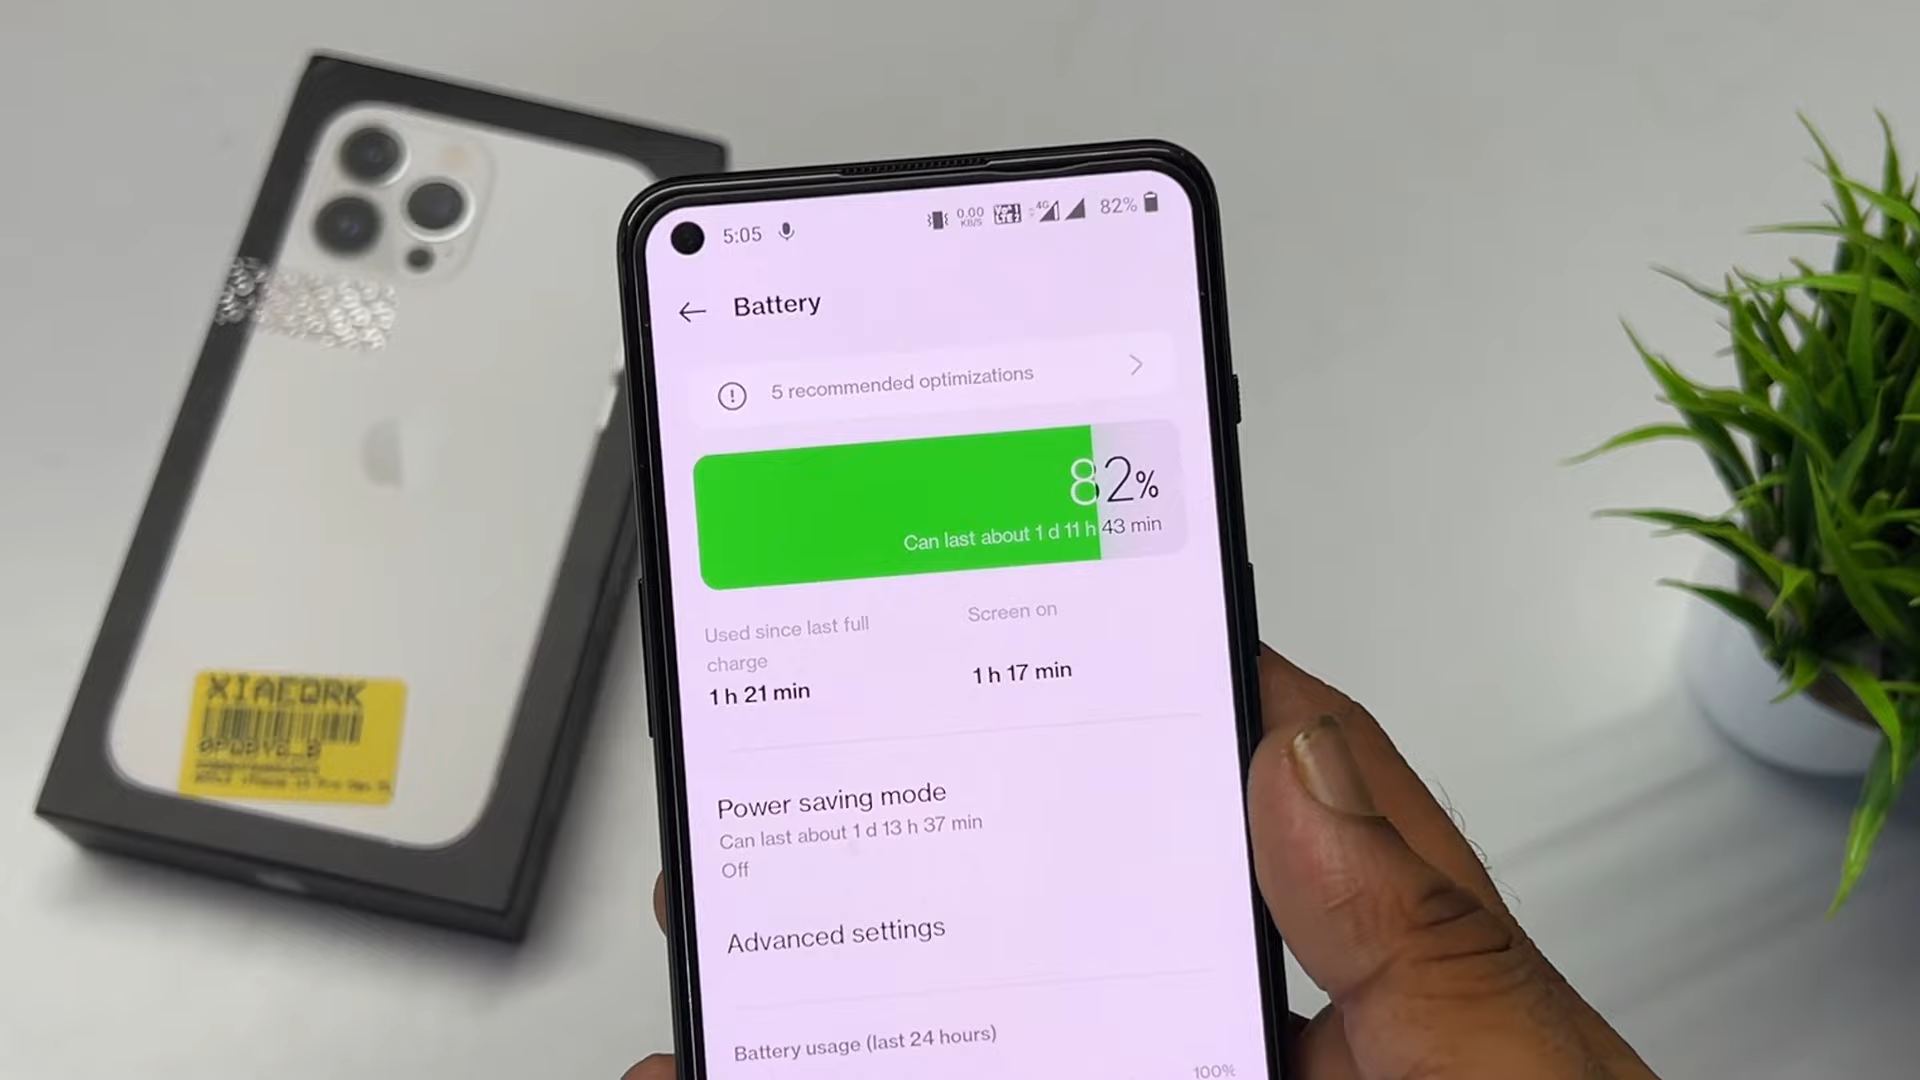 5:05
0.00
KB/S
4G
82%
Battery
5 recommended optimizations
82%
Can last about 1 d 11 h 43 min
Used since last full
charge
1 h 21 min
Screen on
1 h 17 min
Power saving mode
Can last about 1 d 13 h 37 min
Off
Advanced settings
Battery usage (last 24 hours)
100%
XIAEQRK